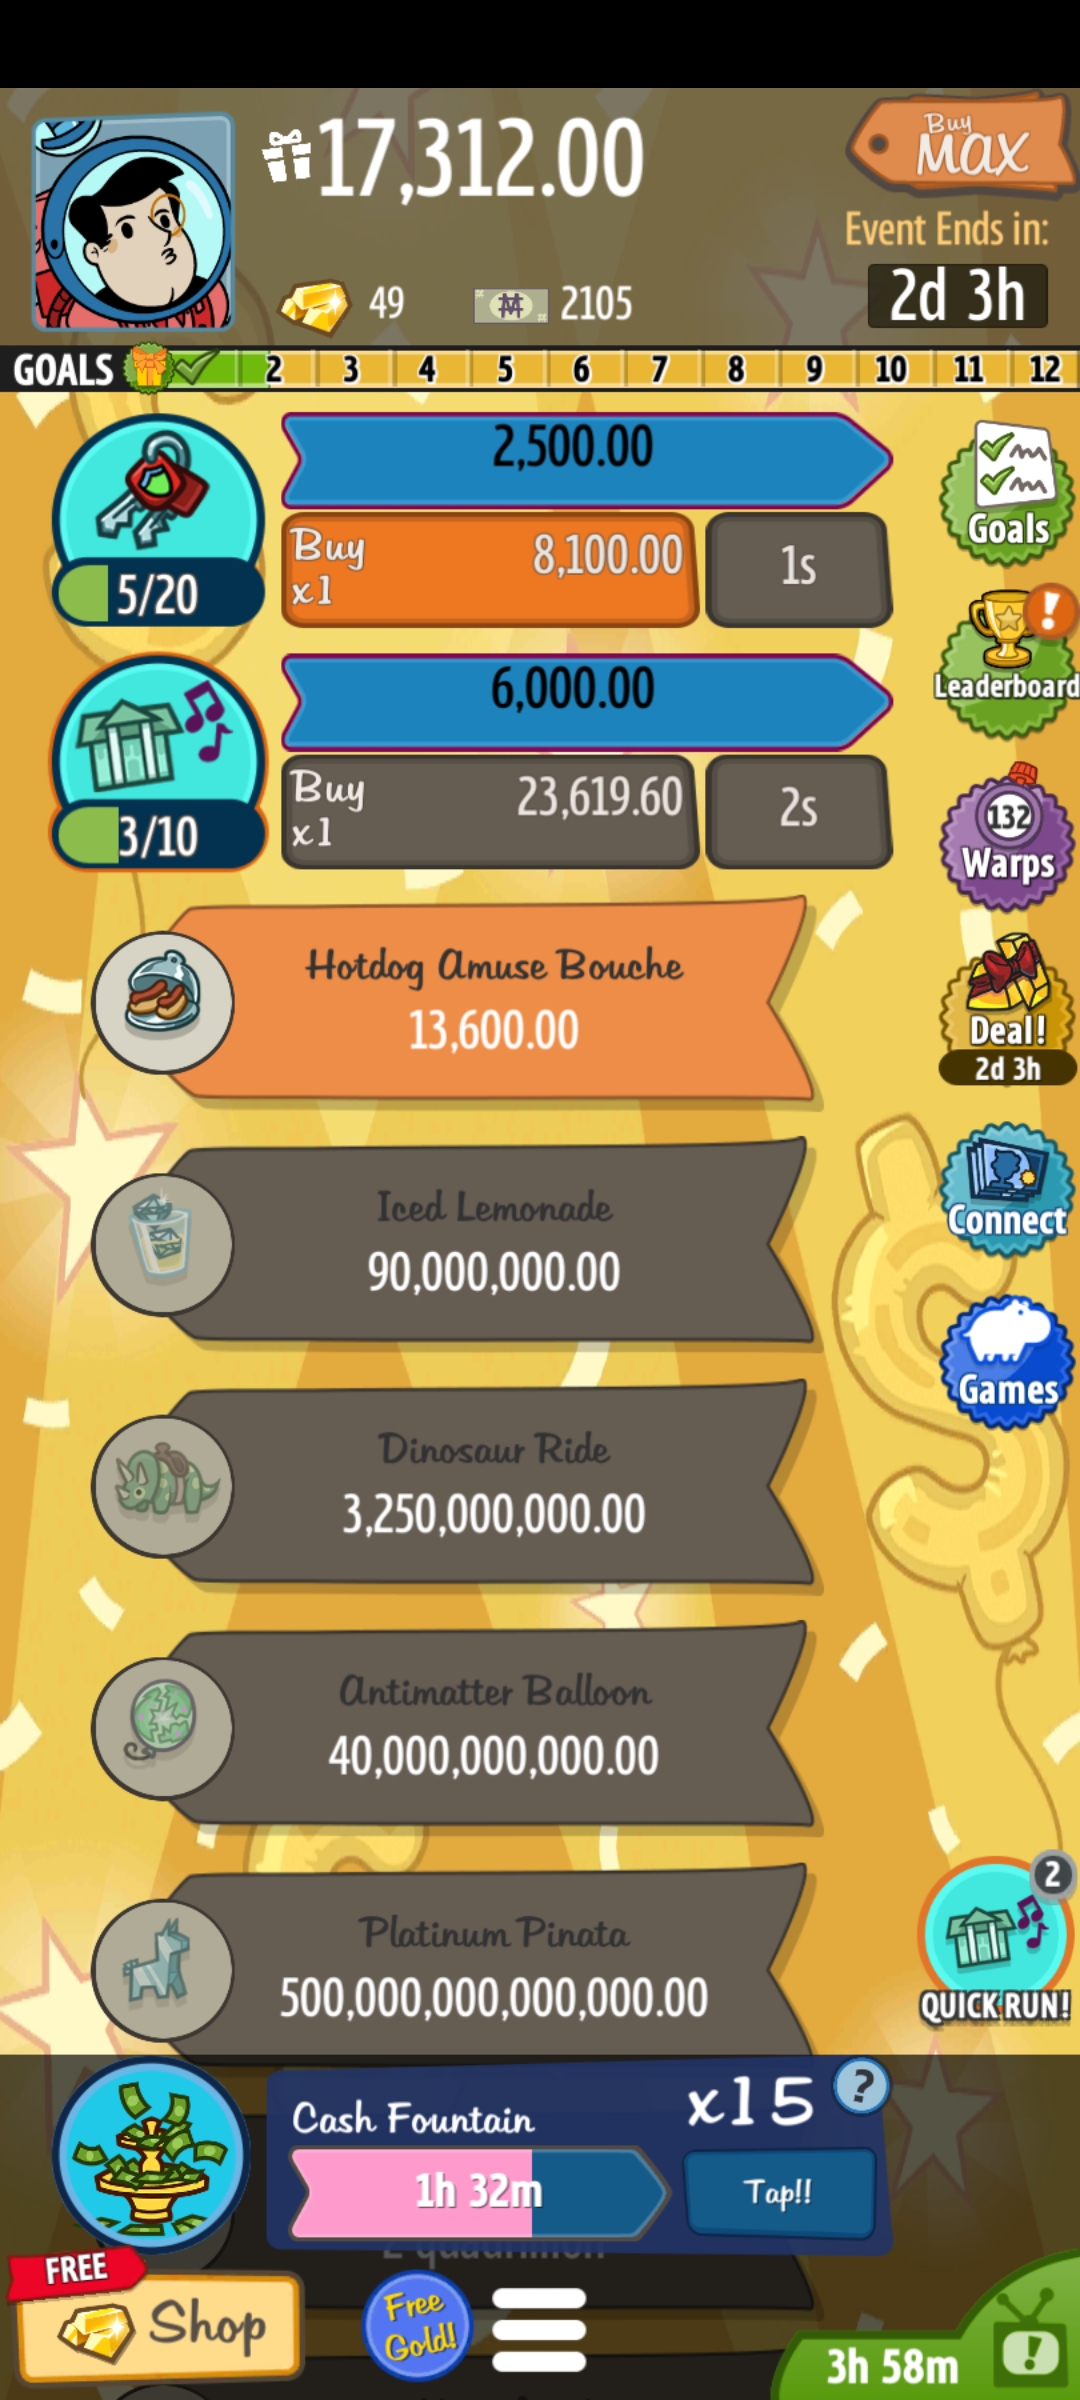 17,312.00
Buy
MAX
Event Ends in:
2d 3h
49
2105
GOALS 2 3 4 5 6 7 8 9 10 11 12
2,500.00
5/20
Buy
x1
8,100.00
1s
Goals
6,000.00
3/10
Buy
x1
23,619.60
2s
!
Leaderboard
132
Warps
Hotdog Amuse Bouche
13,600.00
Deal!
2d 3h
Iced Lemonade
90,000,000.00
Connect
Dinosaur Ride
3,250,000,000.00
Games
Antimatter Balloon
40,000,000,000.00
Platinum Pinata
500,000,000,000,000.00
2
QUICK RUN!
Cash Fountain
x15
?
1h 32m
Tap!!
FREE
Shop
Free
Gold!
3h 58m
!